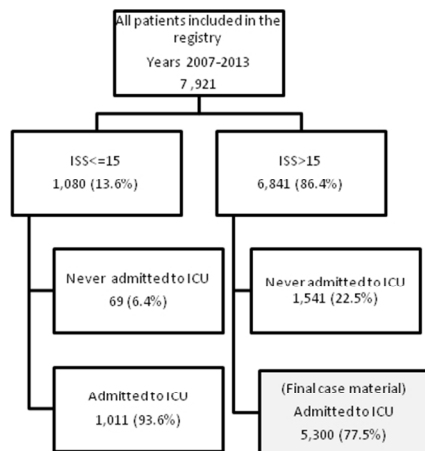 All patients included in the
registry
Years 2007-2013
7,921
ISS<=15
1,080 (13.6%)
ISS>15
6,841 (86.4%)
Never admitted to ICU
69 (6.4%)
Never admitted to ICU
1,541 (22.5%)
Admitted to ICU
1,011 (93.6%)
(Final case material)
Admitted to ICU
5,300 (77.5%)